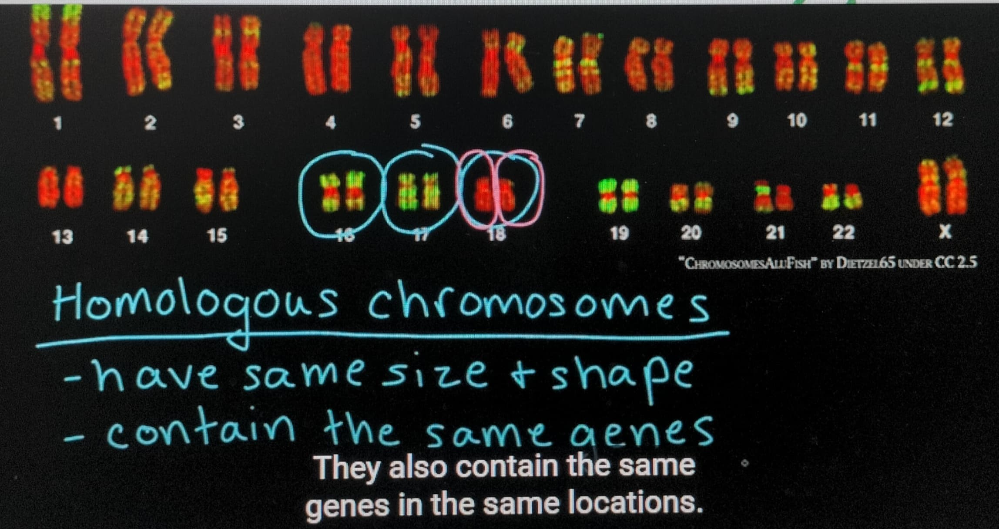 1 2 3 4 5 6 7 8 9 10 11 12
13 14 15 16 17 18 19 20 21 22 X
"ChromosomesAluFish" by Dietzel65 under CC 2.5
Homologous chromosomes
- have same size + shape
- contain the same genes
They also contain the same
genes in the same locations.